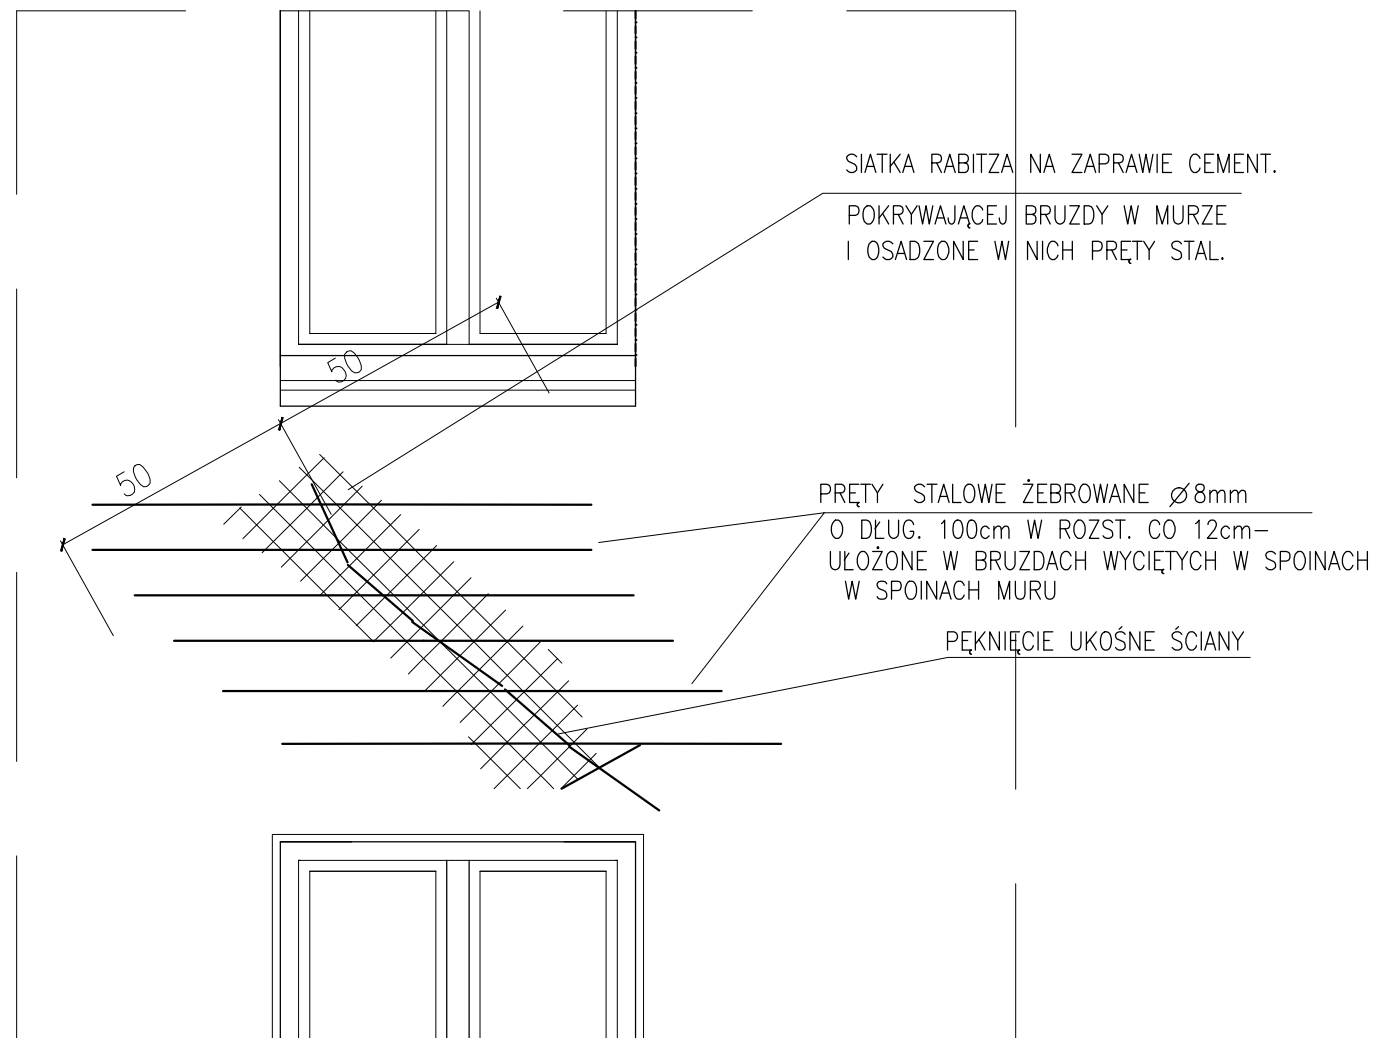 SIATKA RABITZA NA ZAPRAWIE CEMENT.
POKRYWAJĄCEJ BRUZDY W MURZE
I OSADZONE W NICH PRĘTY STAL.
50
50
PRĘTY STALOWE ŻEBROWANE Ø8mm
O DŁUG. 100cm W ROZST. CO 12cm–
UŁOŻONE W BRUZDACH WYCIĘTYCH W SPOINACH
W SPOINACH MURU
PĘKNIĘCIE UKOŚNE ŚCIANY